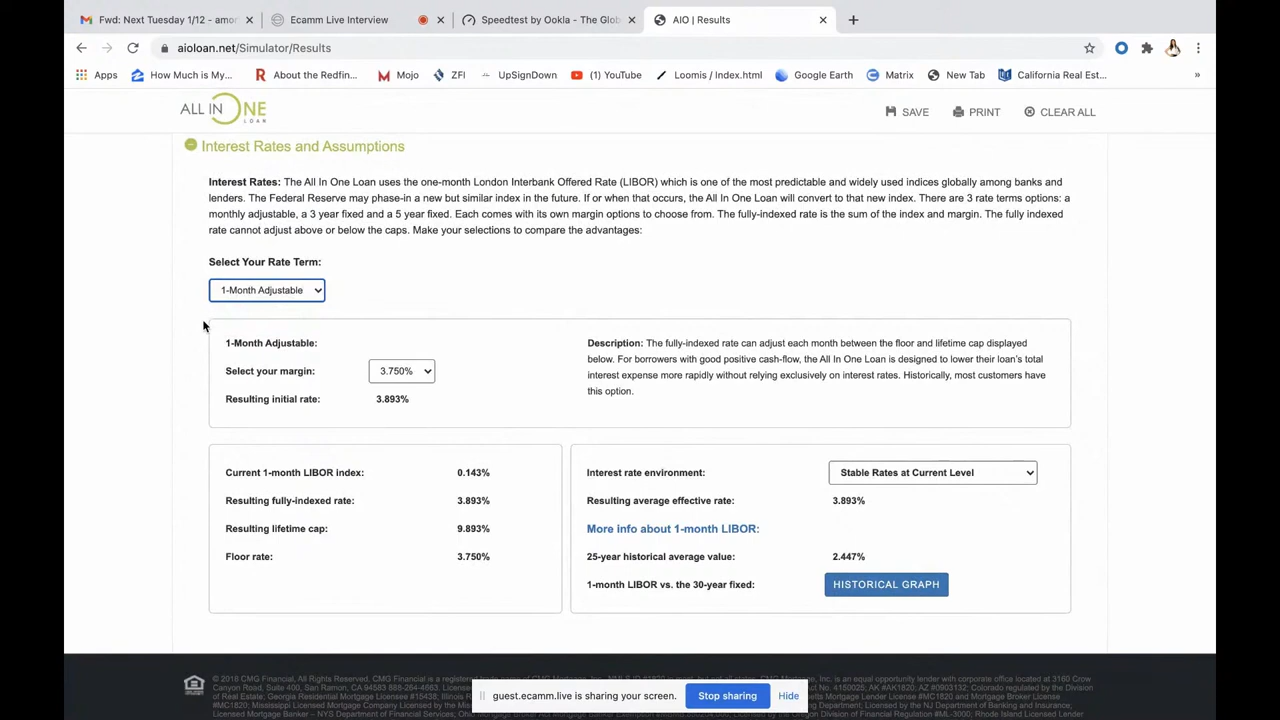 Fwd: Next Tuesday 1/12 - amor
Ecamm Live Interview
Speedtest by Ookla - The Glob
AIO | Results
aioloan.net/Simulator/Results
Apps
How Much is My...
About the Redfin...
Mojo
ZFI
UpSignDown
(1) YouTube
Loomis / Index.html
Google Earth
Matrix
New Tab
California Real Est...
»
ALL IN ONE
LOAN
SAVE
PRINT
CLEAR ALL
Interest Rates and Assumptions
Interest Rates: The All In One Loan uses the one-month London Interbank Offered Rate (LIBOR) which is one of the most predictable and widely used indices globally among banks and
lenders. The Federal Reserve may phase-in a new but similar index in the future. If or when that occurs, the All In One Loan will convert to that new index. There are 3 rate terms options: a
monthly adjustable, a 3 year fixed and a 5 year fixed. Each comes with its own margin options to choose from. The fully-indexed rate is the sum of the index and margin. The fully indexed
rate cannot adjust above or below the caps. Make your selections to compare the advantages:
Select Your Rate Term:
1-Month Adjustable
1-Month Adjustable:
Select your margin: 3.750%
Resulting initial rate: 3.893%
Description: The fully-indexed rate can adjust each month between the floor and lifetime cap displayed
below. For borrowers with good positive cash-flow, the All In One Loan is designed to lower their loan's total
interest expense more rapidly without relying exclusively on interest rates. Historically, most customers have
this option.
Current 1-month LIBOR index: 0.143%
Resulting fully-indexed rate: 3.893%
Resulting lifetime cap: 9.893%
Floor rate: 3.750%
Interest rate environment: Stable Rates at Current Level
Resulting average effective rate: 3.893%
More info about 1-month LIBOR:
25-year historical average value: 2.447%
1-month LIBOR vs. the 30-year fixed: HISTORICAL GRAPH
guest.ecamm.live is sharing your screen.
Stop sharing
Hide